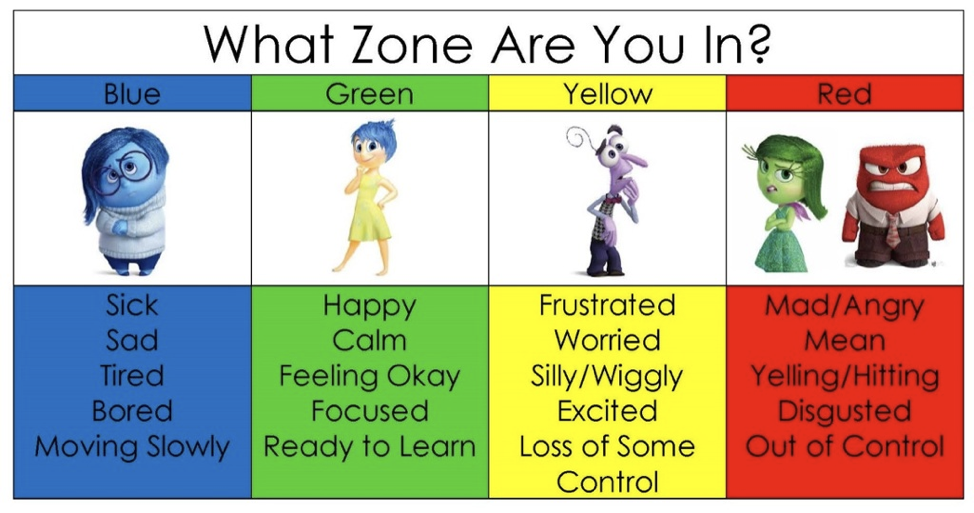 What Zone Are You In?
Blue
Green
Yellow
Red
Sick
Sad
Tired
Bored
Moving Slowly
Happy
Calm
Feeling Okay
Focused
Ready to Learn
Frustrated
Worried
Silly/Wiggly
Excited
Loss of Some
Control
Mad/Angry
Mean
Yelling/Hitting
Disgusted
Out of Control